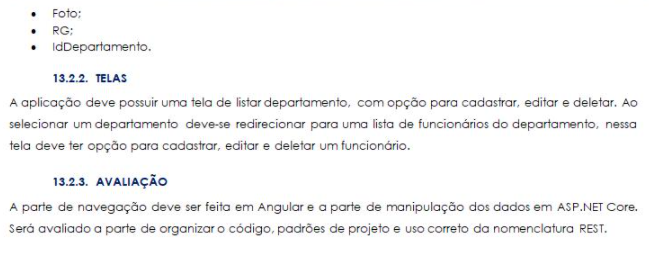 • Foto;
• RG;
• IdDepartamento.
13.2.2. TELAS
A aplicação deve possuir uma tela de listar departamento, com opção para cadastrar, editar e deletar. Ao
selecionar um departamento deve-se redirecionar para uma lista de funcionários do departamento, nessa
tela deve ter opção para cadastrar, editar e deletar um funcionário.
13.2.3. AVALIAÇÃO
A parte de navegação deve ser feita em Angular e a parte de manipulação dos dados em ASP.NET Core.
Será avaliado a parte de organizar o código, padrões de projeto e uso correto da nomenclatura REST.